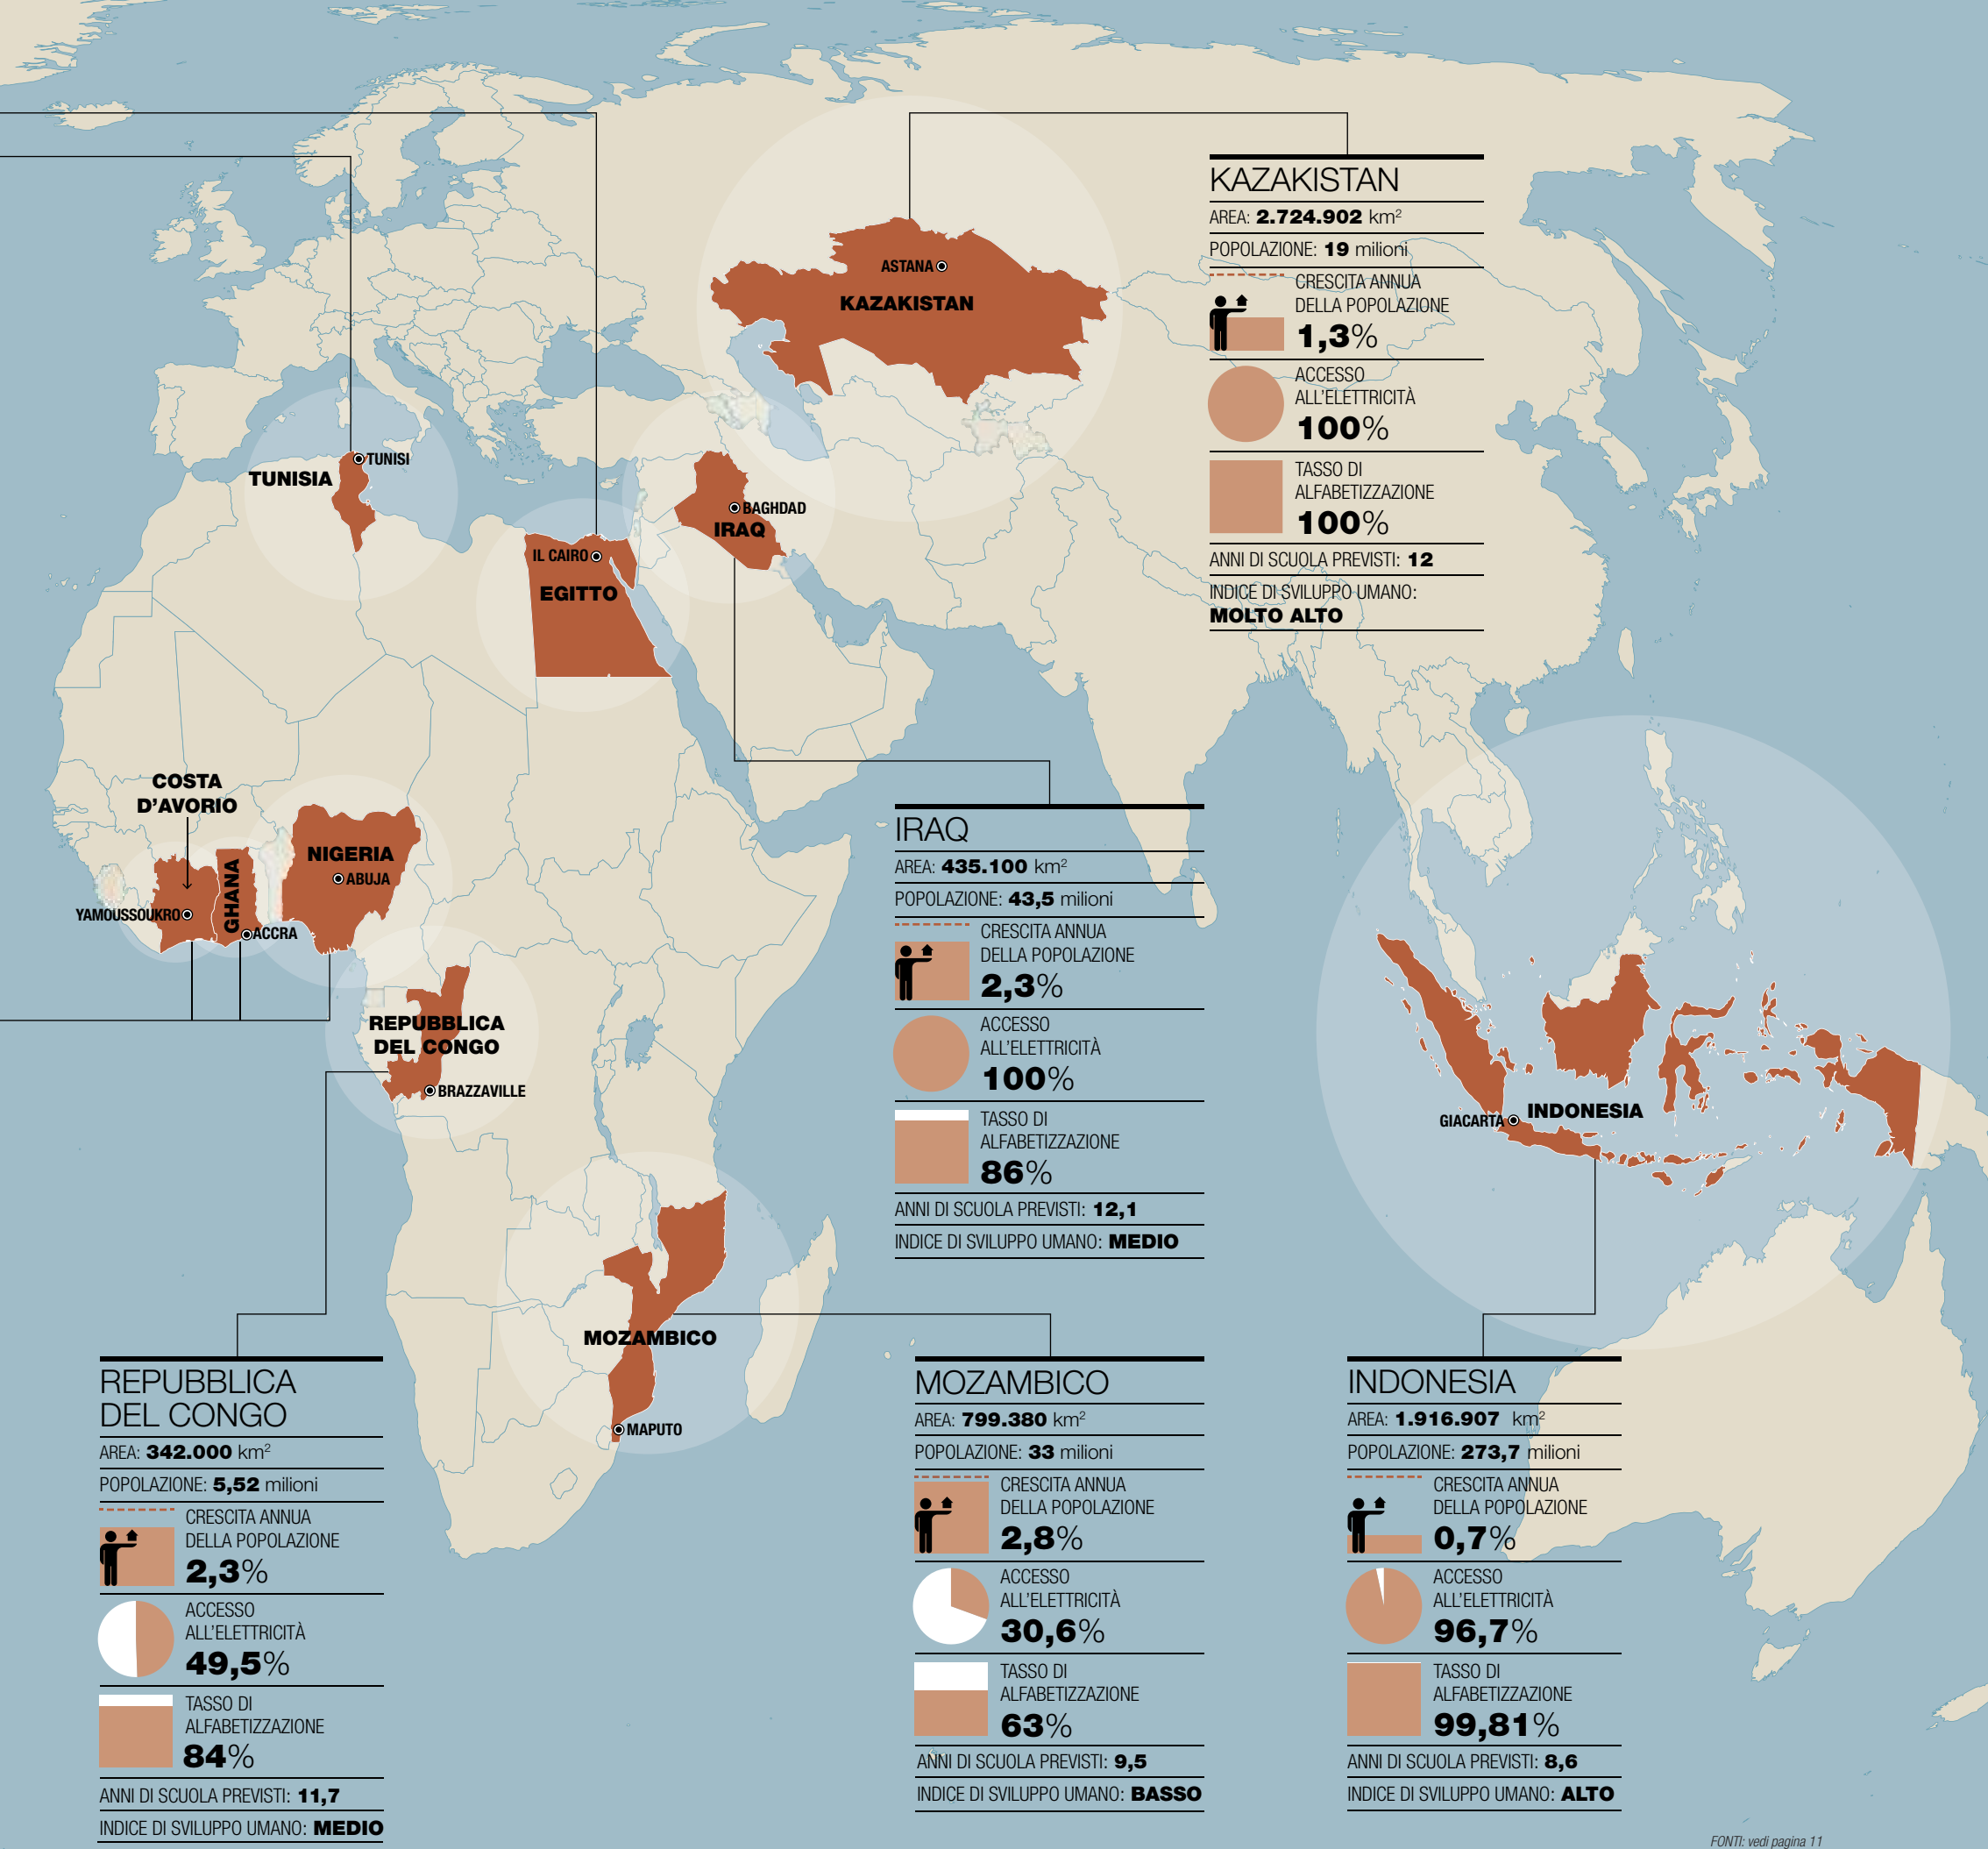 ASTANA
KAZAKISTAN
TUNISI
TUNISIA
BAGHDAD
IRAQ
IL CAIRO
EGITTO
COSTA
D'AVORIO
NIGERIA
ABUJA
GHANA
YAMOUSSOUKRO
ACCRA
REPUBBLICA
DEL CONGO
BRAZZAVILLE
GIACARTA
INDONESIA
MOZAMBICO
MAPUTO
KAZAKISTAN
AREA: 2.724.902 km²
POPOLAZIONE: 19 milioni
CRESCITA ANNUA
DELLA POPOLAZIONE
1,3%
ACCESSO
ALL'ELETTRICITÀ
100%
TASSO DI
ALFABETIZZAZIONE
100%
ANNI DI SCUOLA PREVISTI: 12
INDICE DI SVILUPPO UMANO:
MOLTO ALTO
IRAQ
AREA: 435.100 km²
POPOLAZIONE: 43,5 milioni
CRESCITA ANNUA
DELLA POPOLAZIONE
2,3%
ACCESSO
ALL'ELETTRICITÀ
100%
TASSO DI
ALFABETIZZAZIONE
86%
ANNI DI SCUOLA PREVISTI: 12,1
INDICE DI SVILUPPO UMANO: MEDIO
REPUBBLICA
DEL CONGO
AREA: 342.000 km²
POPOLAZIONE: 5,52 milioni
CRESCITA ANNUA
DELLA POPOLAZIONE
2,3%
ACCESSO
ALL'ELETTRICITÀ
49,5%
TASSO DI
ALFABETIZZAZIONE
84%
ANNI DI SCUOLA PREVISTI: 11,7
INDICE DI SVILUPPO UMANO: MEDIO
MOZAMBICO
AREA: 799.380 km²
POPOLAZIONE: 33 milioni
CRESCITA ANNUA
DELLA POPOLAZIONE
2,8%
ACCESSO
ALL'ELETTRICITÀ
30,6%
TASSO DI
ALFABETIZZAZIONE
63%
ANNI DI SCUOLA PREVISTI: 9,5
INDICE DI SVILUPPO UMANO: BASSO
INDONESIA
AREA: 1.916.907 km²
POPOLAZIONE: 273,7 milioni
CRESCITA ANNUA
DELLA POPOLAZIONE
0,7%
ACCESSO
ALL'ELETTRICITÀ
96,7%
TASSO DI
ALFABETIZZAZIONE
99,81%
ANNI DI SCUOLA PREVISTI: 8,6
INDICE DI SVILUPPO UMANO: ALTO
FONTI: vedi pagina 11